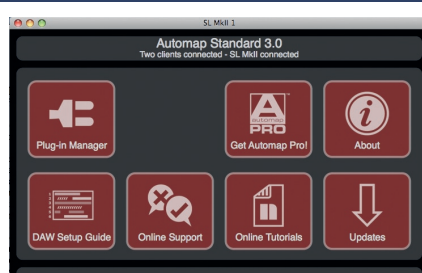 SL MkII 1
Automap Standard 3.0
Two clients connected - SL MkII connected
A
automap
PRO
Plug-in Manager
Get Automap Pro!
About
DAW Setup Guide
Online Support
Online Tutorials
Updates